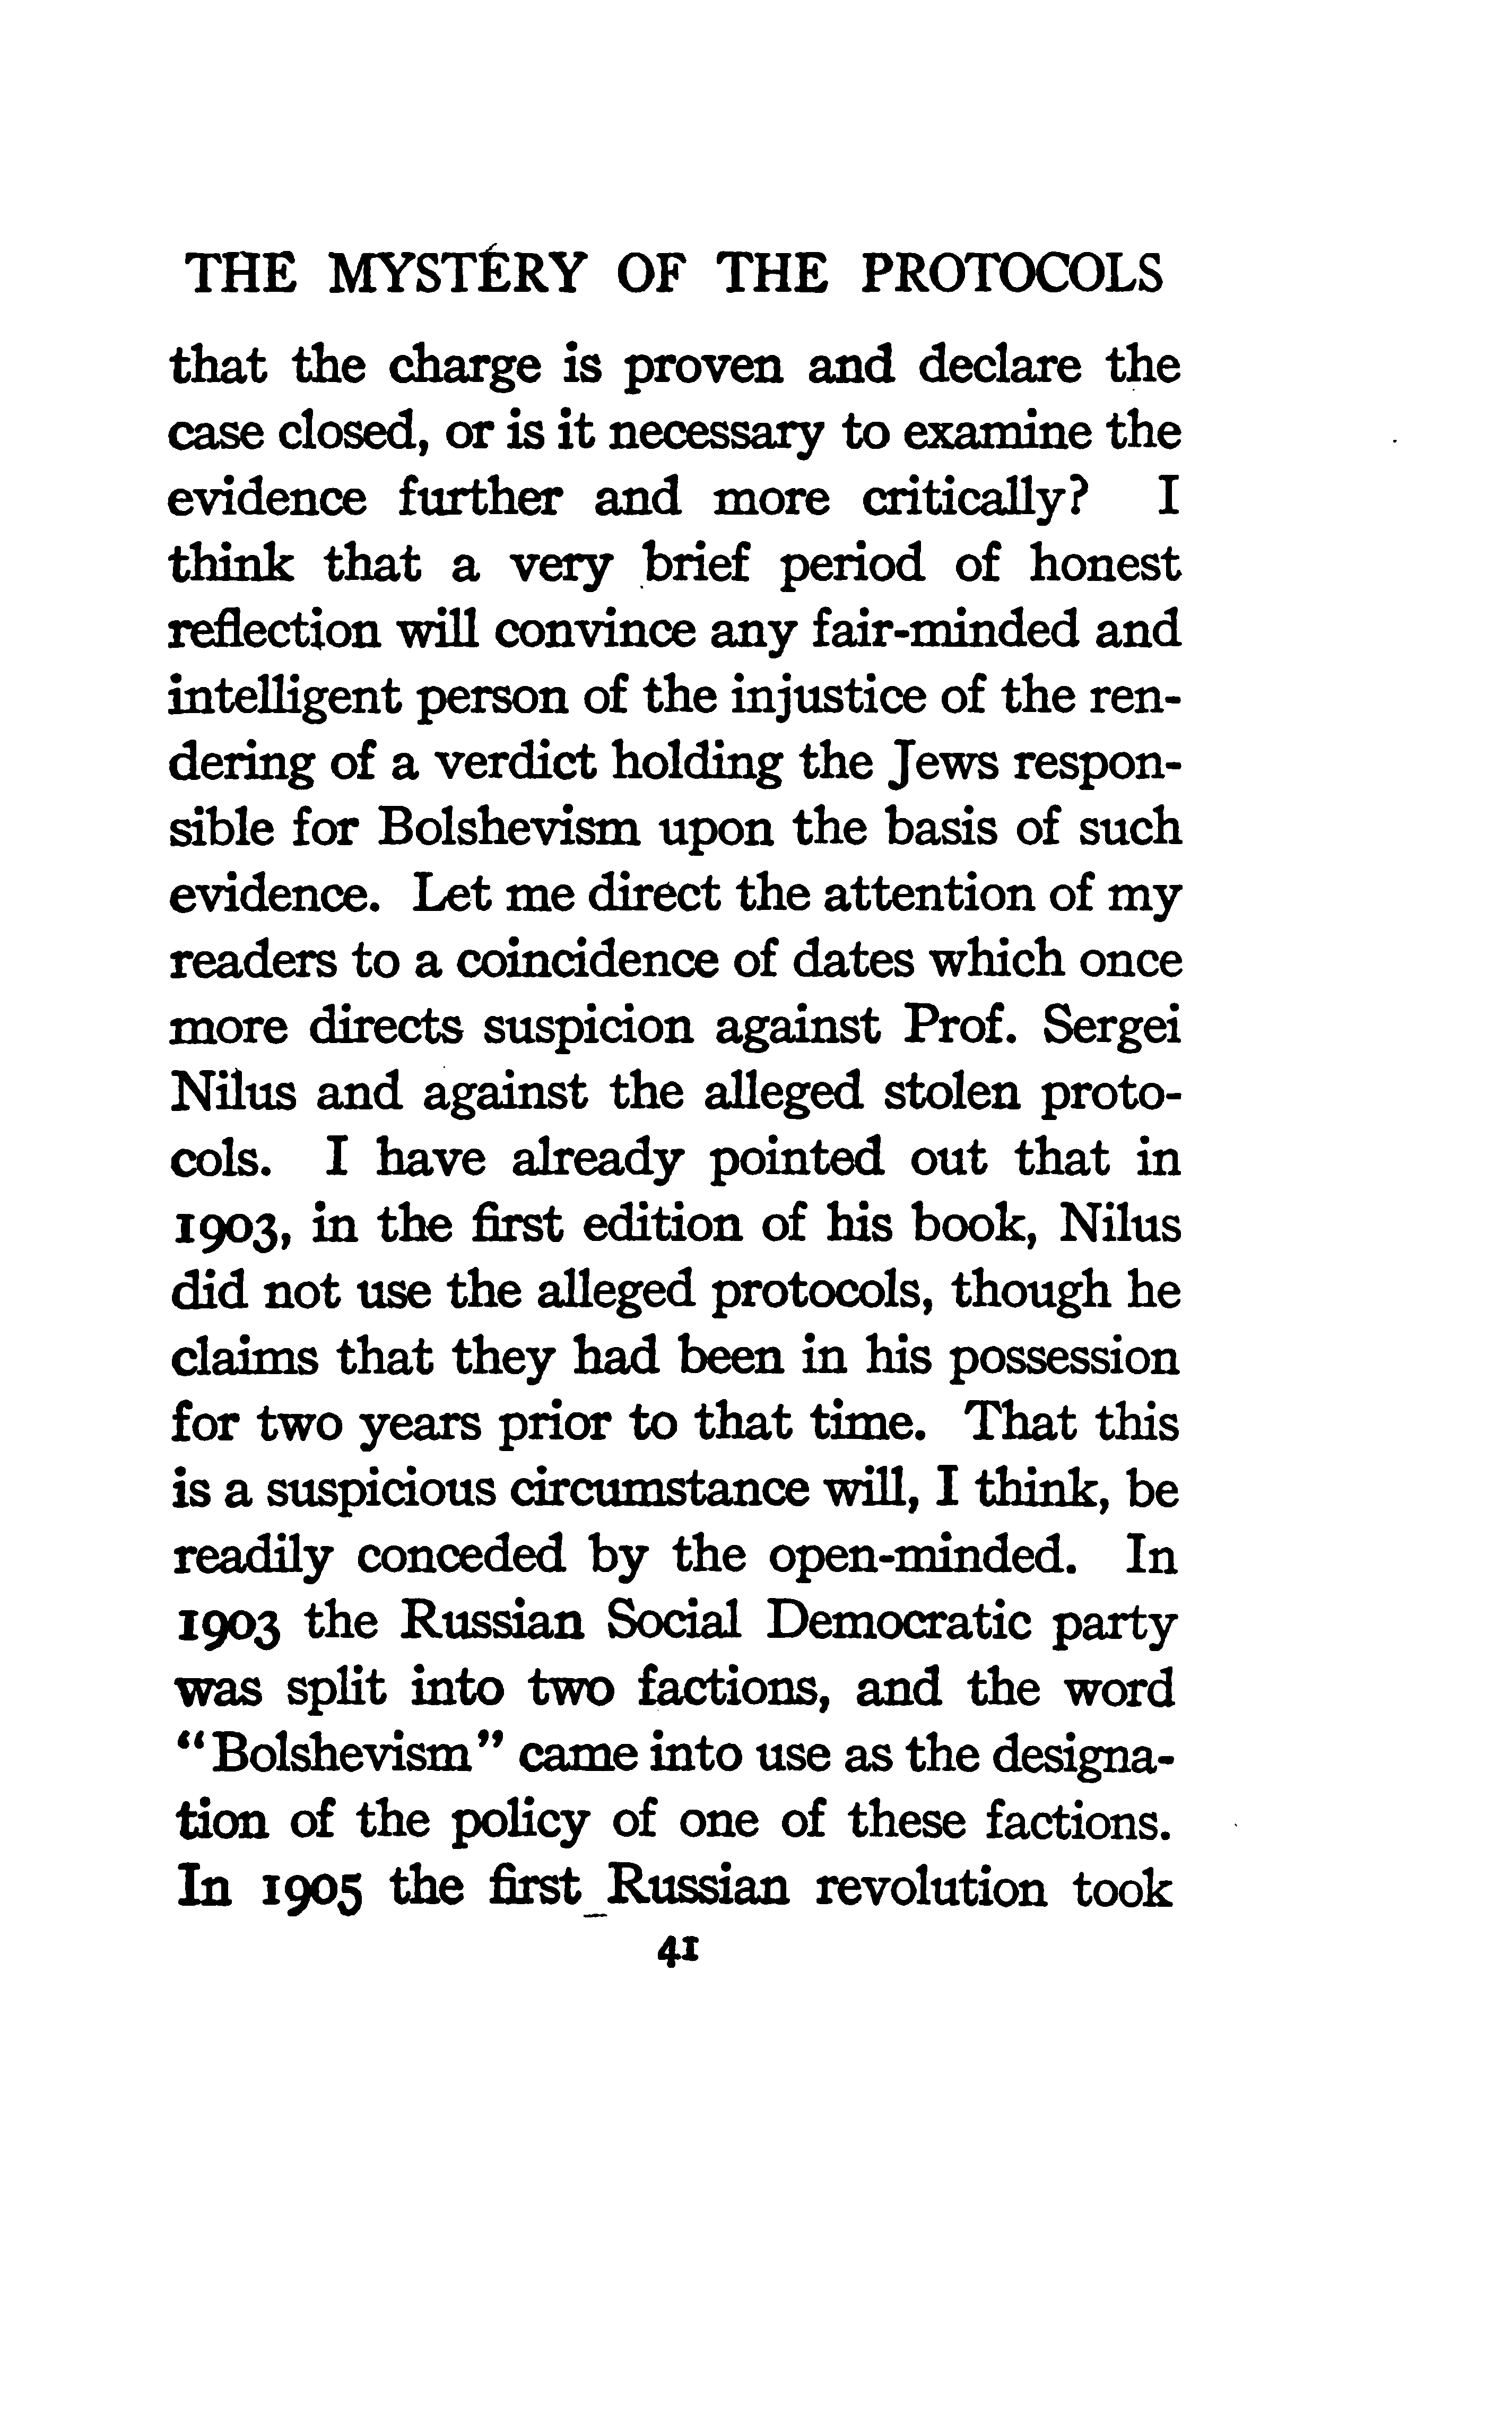 THE MYSTERY OF THE PROTOCOLS
that the charge is proven and declare the
case closed, or is it necessary to examine the
evidence further and more critically? I
think that a very brief period of honest
reflection will convince any fair-minded and
intelligent person of the injustice of the ren-
dering of a verdict holding the Jews respon-
sible for Bolshevism upon the basis of such
evidence. Let me direct the attention of my
readers to a coincidence of dates which once
more directs suspicion against Prof. Sergei
Nilus and against the alleged stolen proto-
cols. I have already pointed out that in
1903, in the first edition of his book, Nilus
did not use the alleged protocols, though he
claims that they had been in his possession
for two years prior to that time. That this
is a suspicious circumstance will, I think, be
readily conceded by the open-minded. In
1903 the Russian Social Democratic party
was split into two factions, and the word
"Bolshevism" came into use as the designa-
tion of the policy of one of these factions.
In 1905 the first Russian revolution took
41